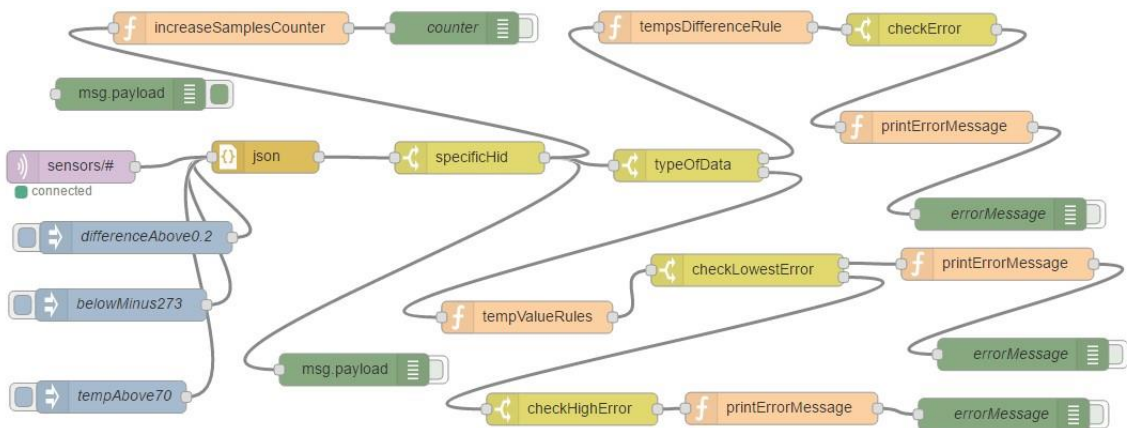 increaseSamplesCounter
counter
tempsDifferenceRule
checkError
msg.payload
printErrorMessage
sensors/#
connected
json
specificHid
typeOfData
errorMessage
differenceAbove0.2
checkLowestError
printErrorMessage
belowMinus273
tempValueRules
errorMessage
msg.payload
tempAbove70
checkHighError
printErrorMessage
errorMessage